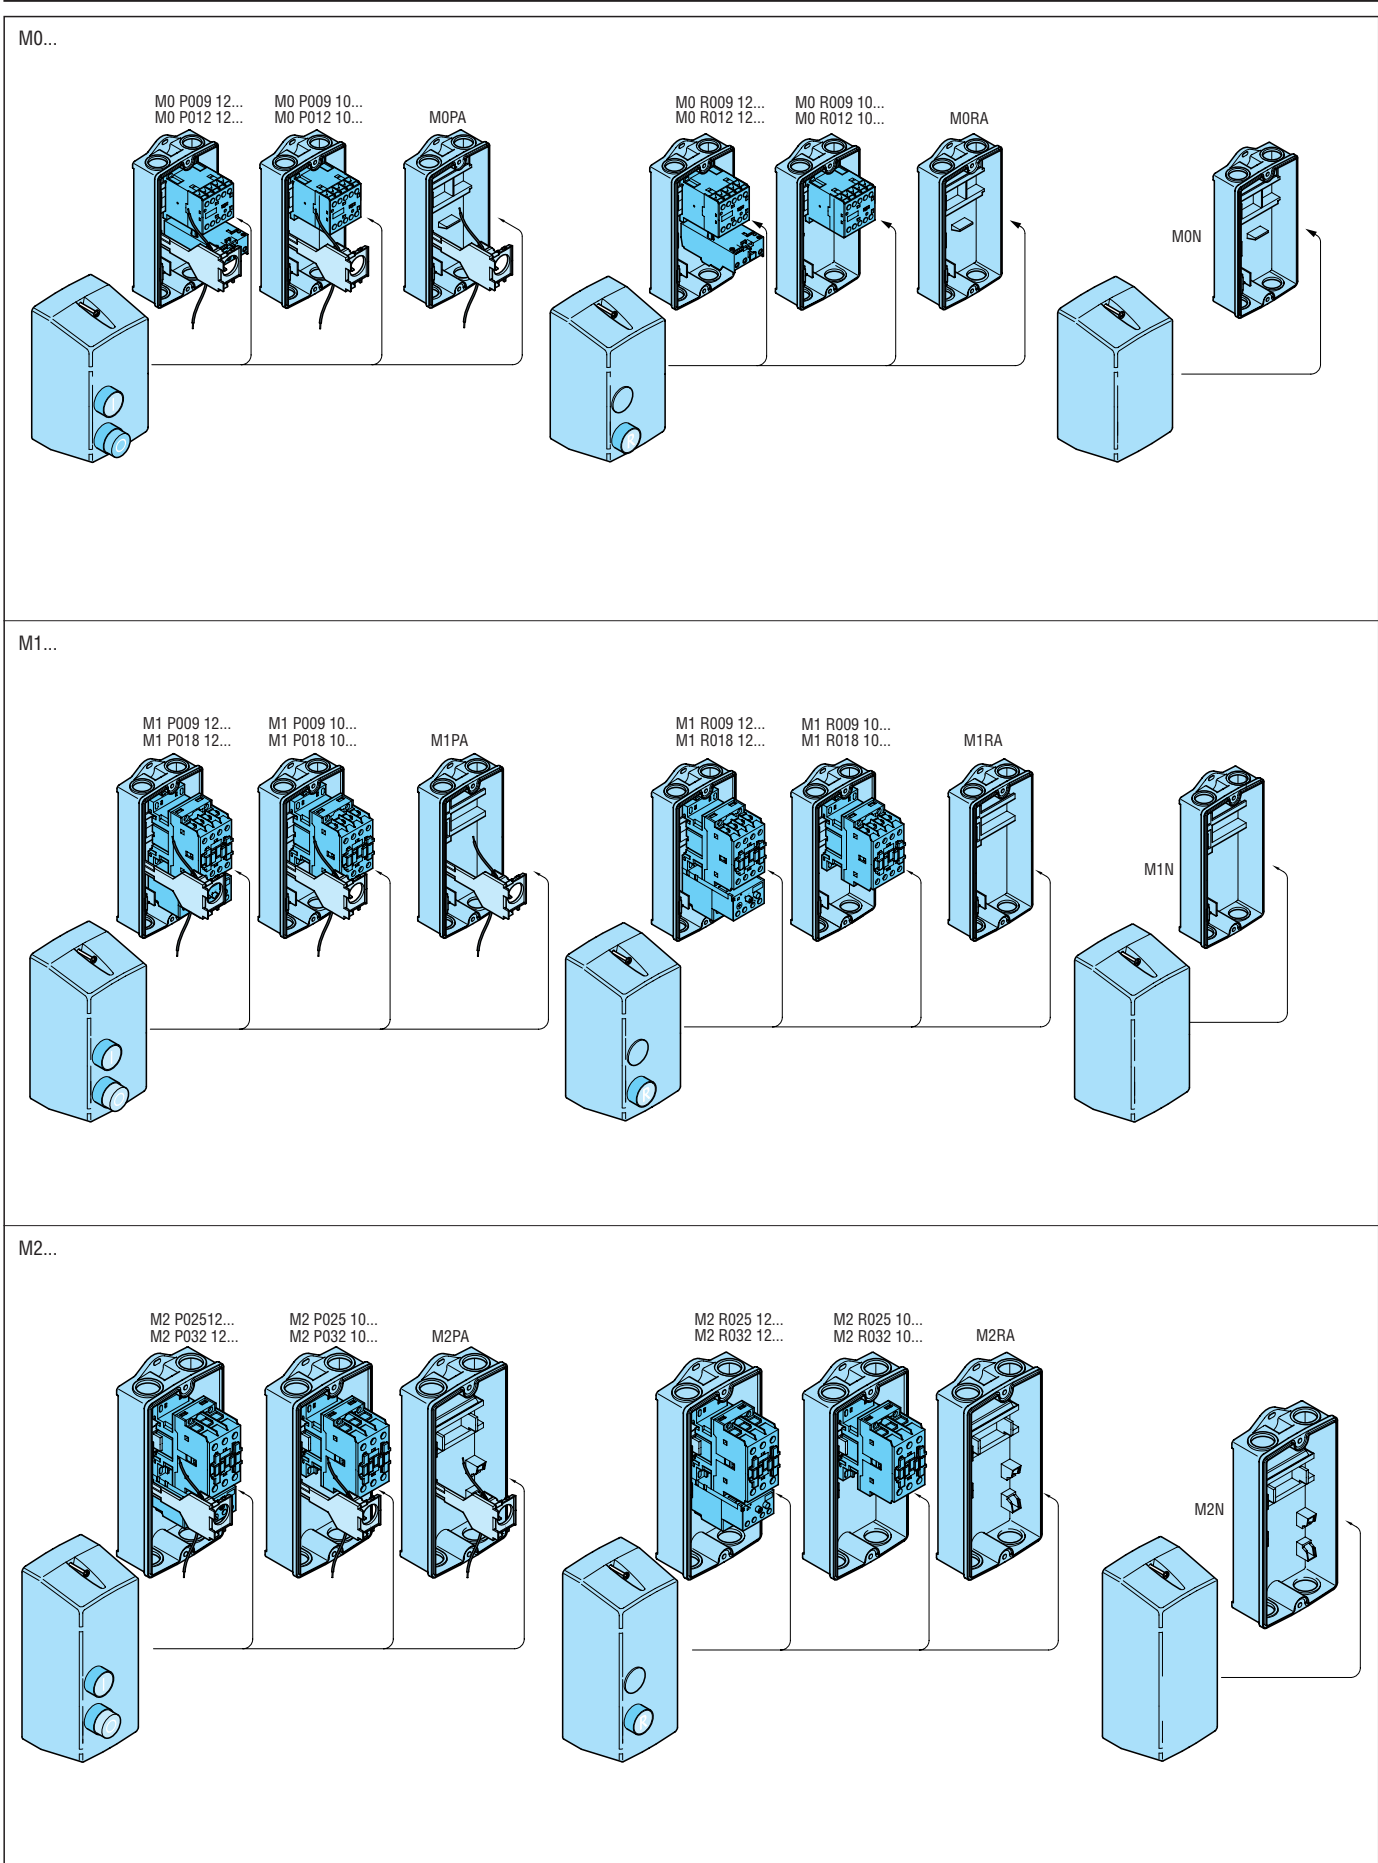 M0...
M0 P009 12...
M0 P012 12...
M0 P009 10...
M0 P012 10...
M0PA
M0 R009 12...
M0 R012 12...
M0 R009 10...
M0 R012 10...
M0RA
M0N
I
O
R
M1...
M1 P009 12...
M1 P018 12...
M1 P009 10...
M1 P018 10...
M1PA
M1 R009 12...
M1 R018 12...
M1 R009 10...
M1 R018 10...
M1RA
M1N
I
O
R
M2...
M2 P02512...
M2 P032 12...
M2 P025 10...
M2 P032 10...
M2PA
M2 R025 12...
M2 R032 12...
M2 R025 10...
M2 R032 10...
M2RA
M2N
I
O
R